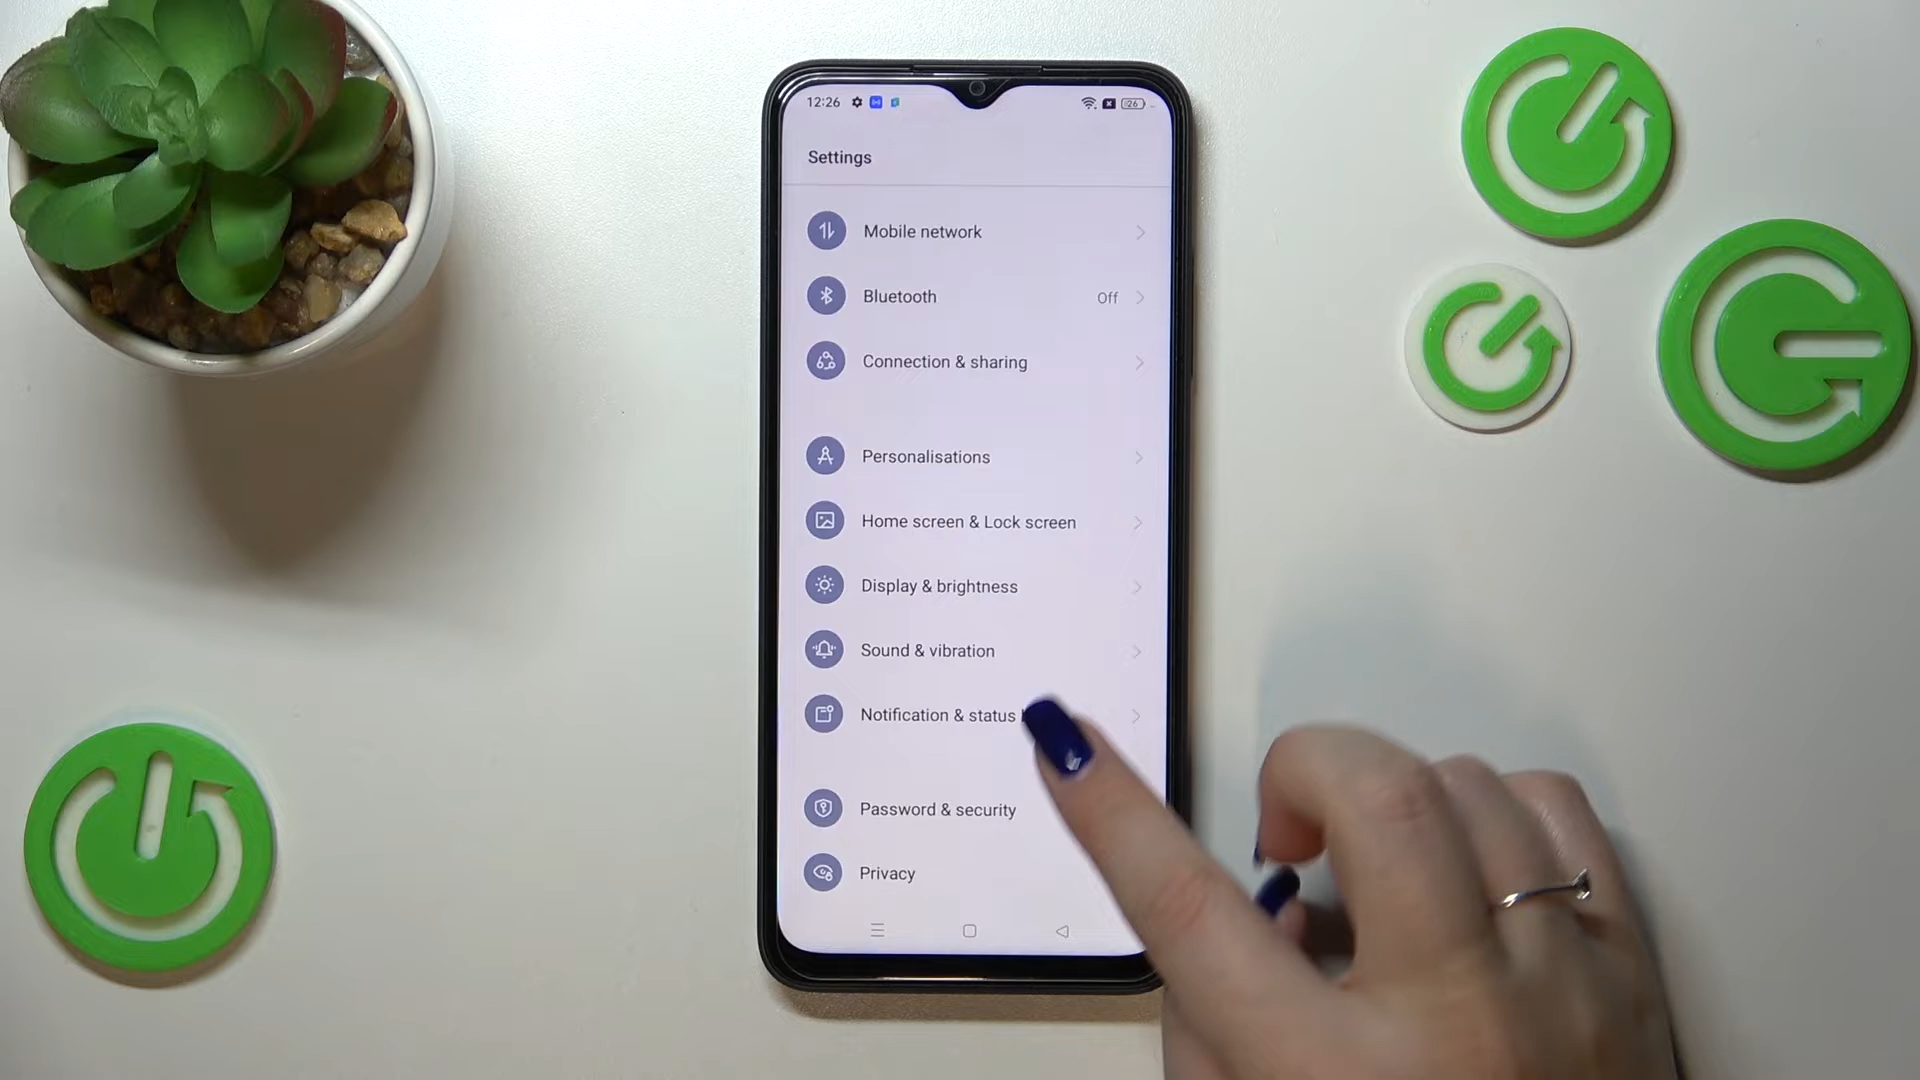 12:26
26
Settings
Mobile network
Bluetooth Off
Connection & sharing
Personalisations
Home screen & Lock screen
Display & brightness
Sound & vibration
Notification & status
Password & security
Privacy